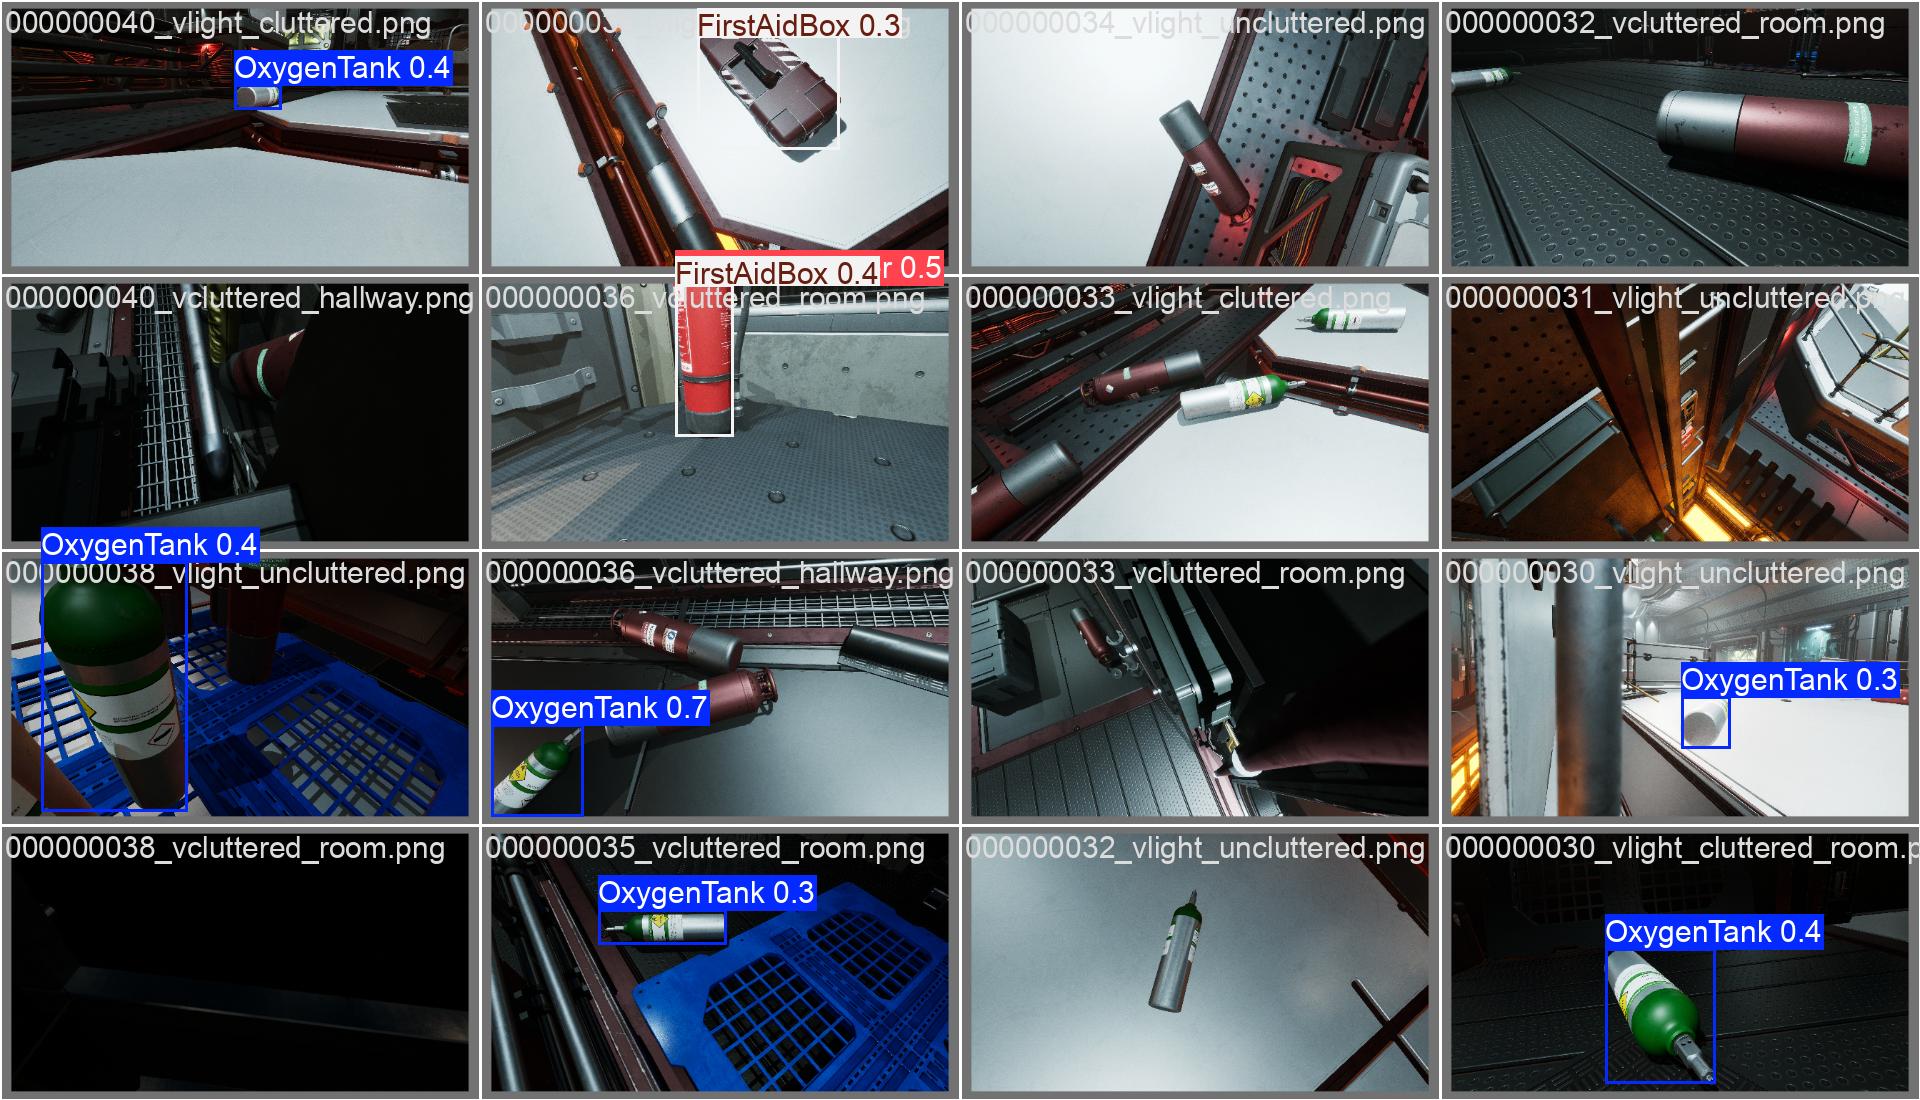 000000040_vlight_cluttered.png
OxygenTank 0.4
FirstAidBox 0.3
000000034_vlight_uncluttered.png
000000032_vcluttered_room.png
000000040_vcluttered_hallway.png
FirstAidBox 0.4
r 0.5
000000036_vcluttered_room.png
000000033_vlight_cluttered.png
000000031_vlight_uncluttered.png
OxygenTank 0.4
000000038_vlight_uncluttered.png
000000036_vcluttered_hallway.png
OxygenTank 0.7
000000033_vcluttered_room.png
000000030_vlight_uncluttered.png
OxygenTank 0.3
000000038_vcluttered_room.png
000000035_vcluttered_room.png
OxygenTank 0.3
000000032_vlight_uncluttered.png
000000030_vlight_cluttered_room.p
OxygenTank 0.4